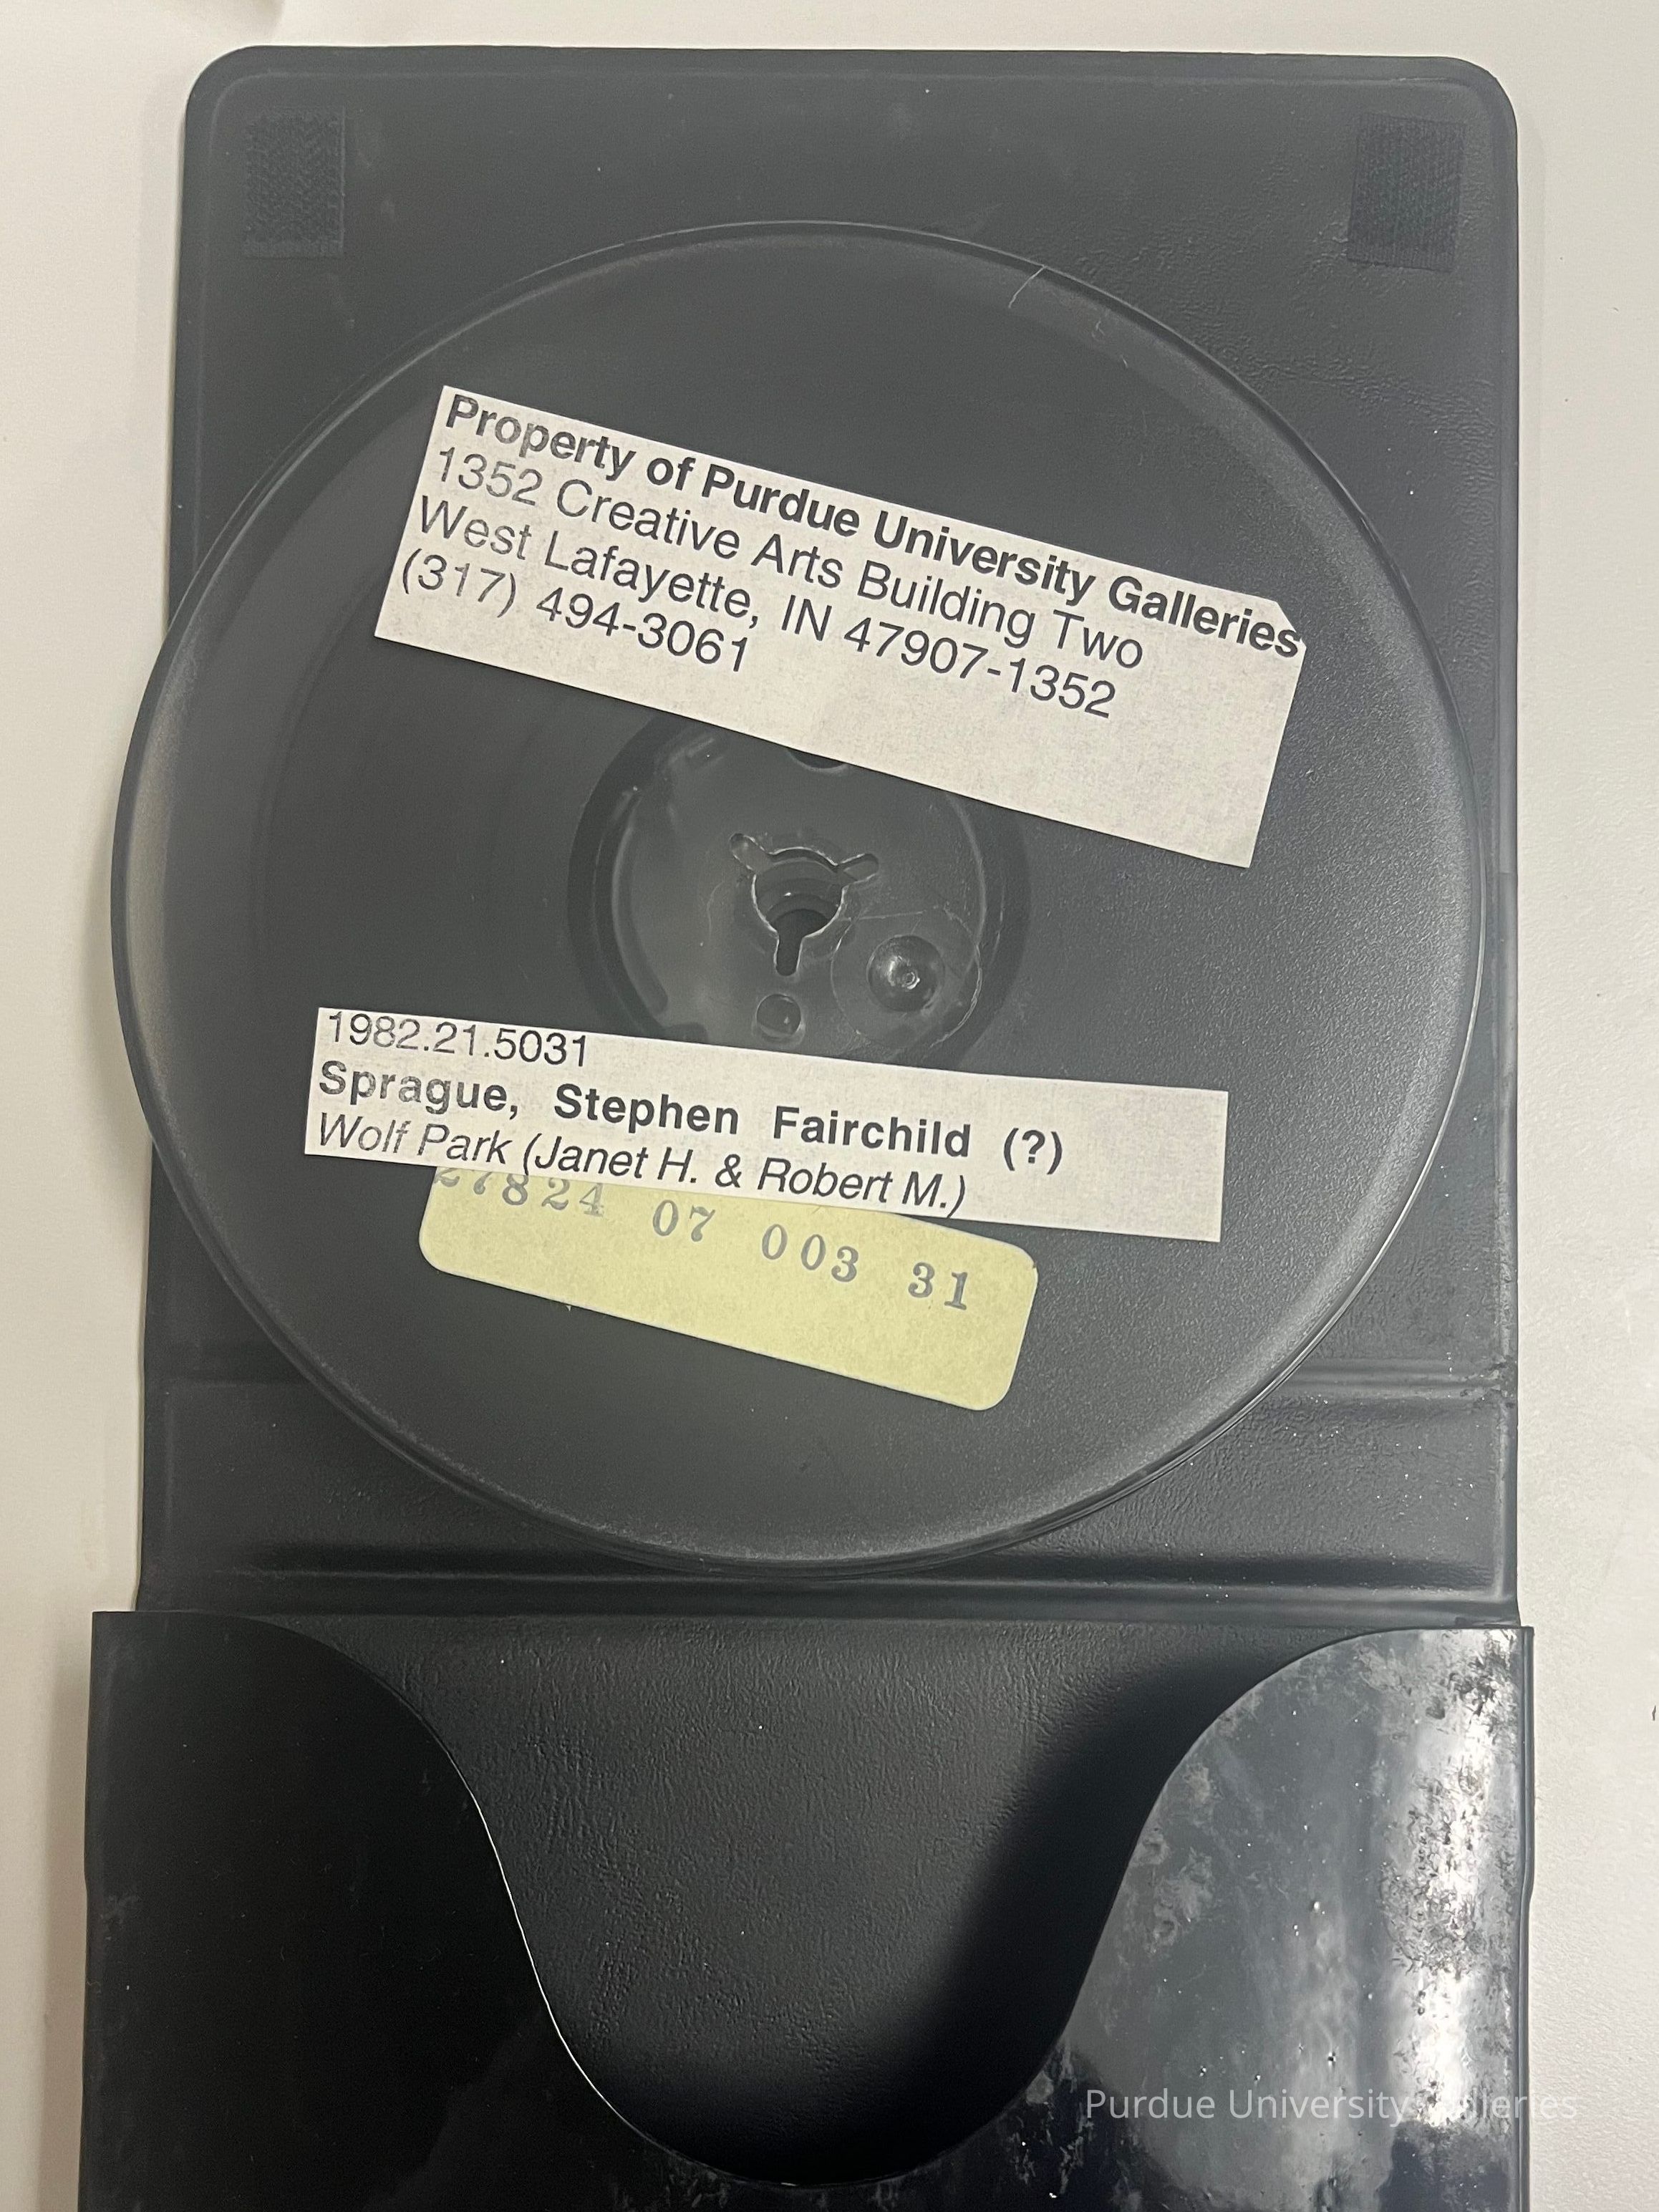 Property of Purdue University Galleries
1352 Creative Arts Building Two
West Lafayette, IN 47907-1352
(317) 494-3061
1982.21.5031
Sprague, Stephen Fairchild (?)
Wolf Park (Janet H. & Robert M.)
27824 07 003 31
Purdue University Galleries